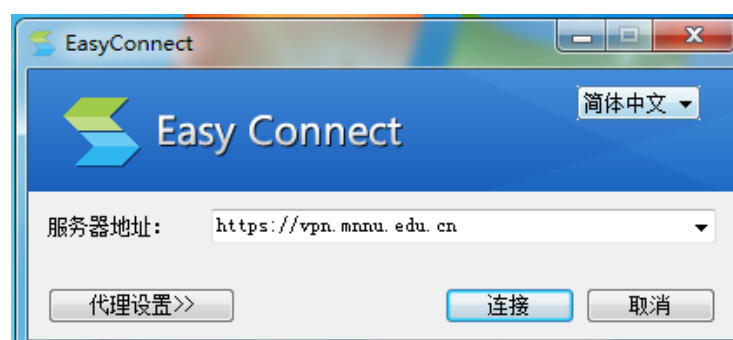 EasyConnect
简体中文
Easy Connect
服务器地址：
https://vpn.mnnu.edu.cn
代理设置>>
连接
取消